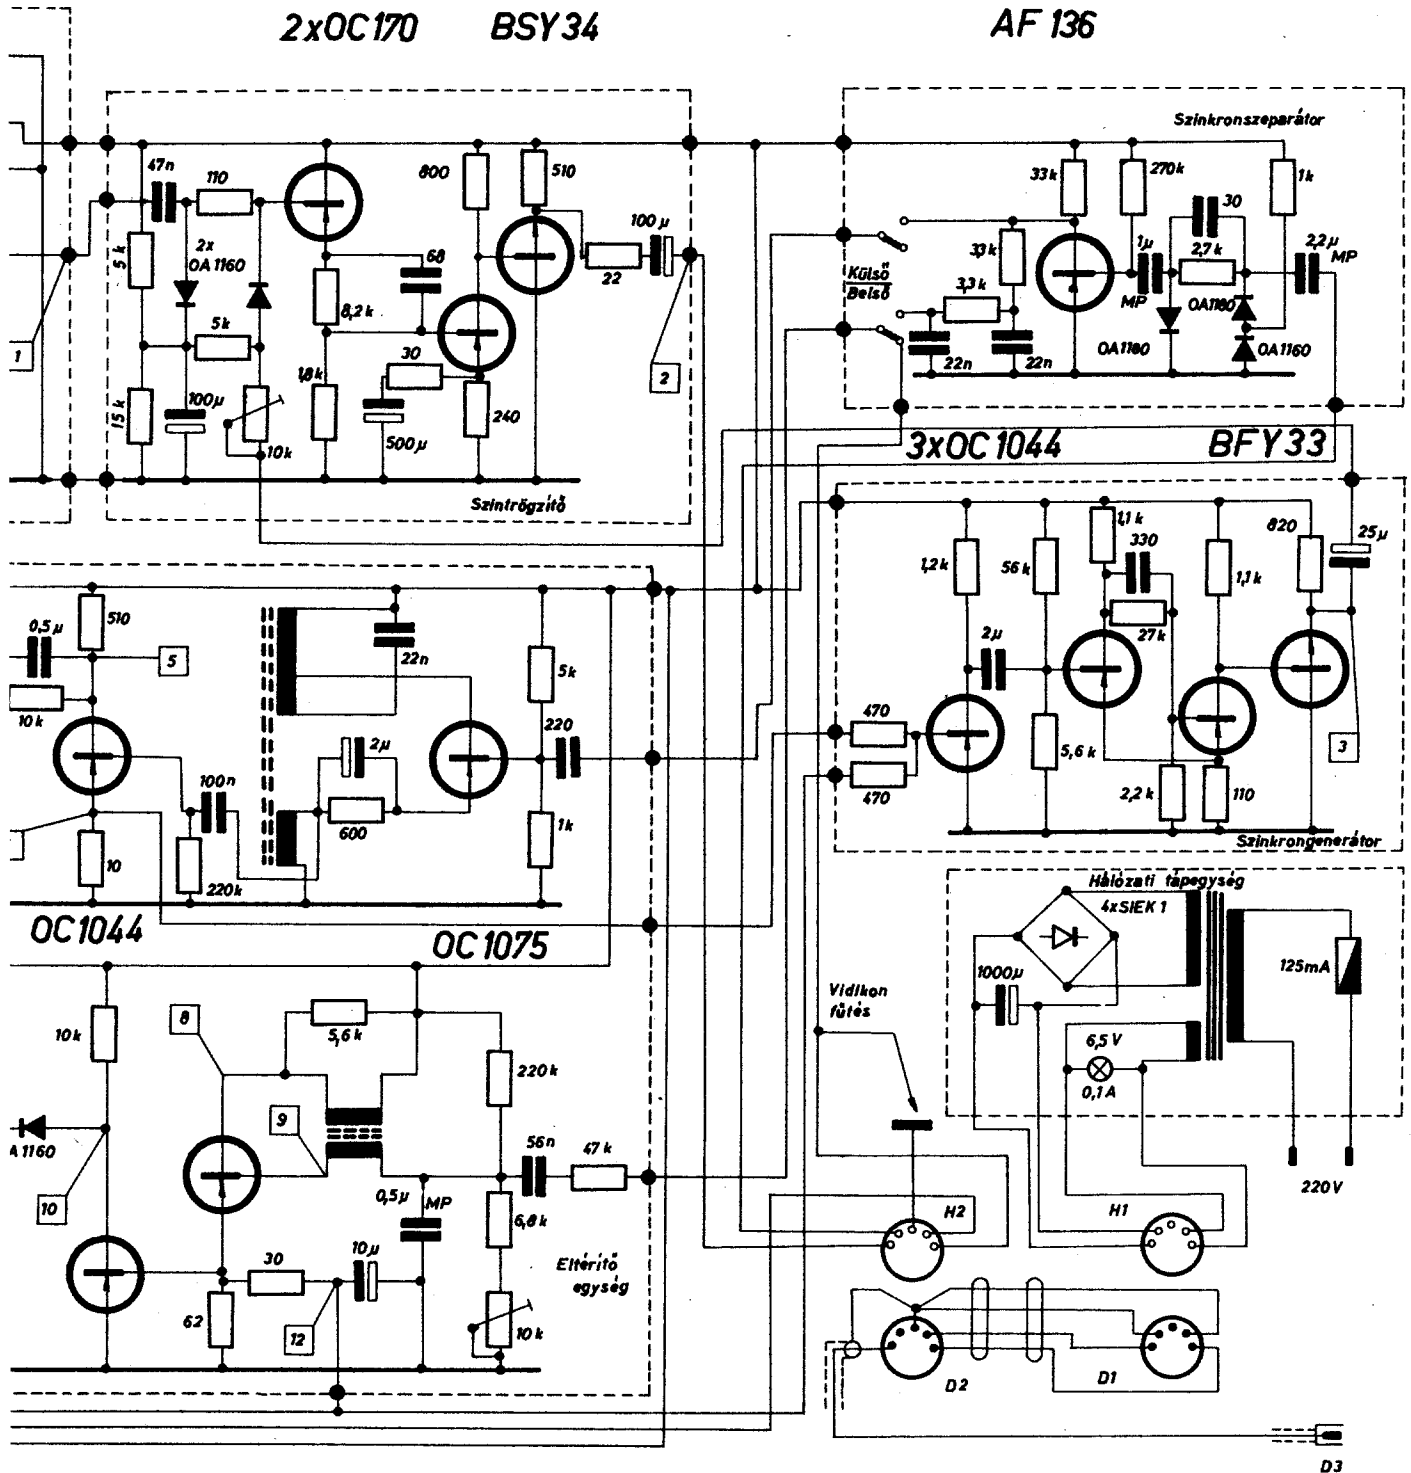 2xOC170 BSY34 AF 136
Szinkronszeparátor
47n
110
800
510
33k
270k
1k
30
2x
OA1160
5k
68
100µ
22
Külső
Belső
3,3k
3,3k
1µ
MP
2,7k
2,2µ
MP
OA1160
8,2k
5k
30
1,8k
22n
22n
OA1160
OA1160
1
2
15k
100µ
10k
500µ
240
Szintrögzítő
3xOC1044 BFY33
1,2k
56k
1,1k
330
1,1k
820
25µ
0,5µ
510
5
22n
5k
2µ
27k
10k
220
2µ
470
5,6k
3
100n
600
1k
470
2,2k
110
10
220k
Szinkrongenerátor
OC1044
OC1075
Hálózati tápegység
4xSIEK1
1000µ
125mA
10k
8
5,6k
Vidikon
fűtés
6,5V
0,1A
220k
9
A1160
56n
47k
10
0,5µ
MP
6,8k
220V
H2
H1
30
10µ
Eltérítő
egység
62
12
10k
D2
D1
D3